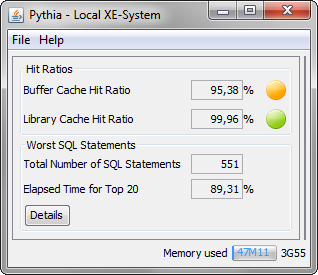 Pythia - Local XE-System
File Help
Hit Ratios
Buffer Cache Hit Ratio 95,38 %
Library Cache Hit Ratio 99,96 %
Worst SQL Statements
Total Number of SQL Statements 551
Elapsed Time for Top 20 89,31 %
Details
Memory used 47M11 3G55